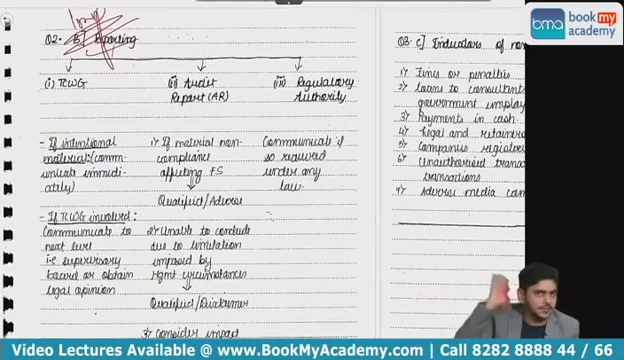 Imp
Q2. B] Reporting
(i) TCWG
(ii) Audit
Report (AR)
(iii) Regulatory
Authority
- If intentional
material: (comm-
unicate immidi-
ately)
- If TCWG involved:
Communicate to
next level
i.e supervisory
board or obtain
legal opinion
1) If material non-
compliance
affecting FS
Qualified/Adverse
2) Unable to conclude
due to limitation
imposed by
Mgmt circumstances
Qualified/Disclaimer
3) Consider impact
Communicate if
so required
under any
law.
Q3. C] Indicators of non
1) Fines or penalties
2) Loans to consultants
government employ
3) Payments in cash
4) Legal and retainers
5) Companies register
6) Unauthorised transac
transactions
7) Adverse media com
bma
book my
academy
Video Lectures Available @ www.BookMyAcademy.com | Call 8282 8888 44 / 66